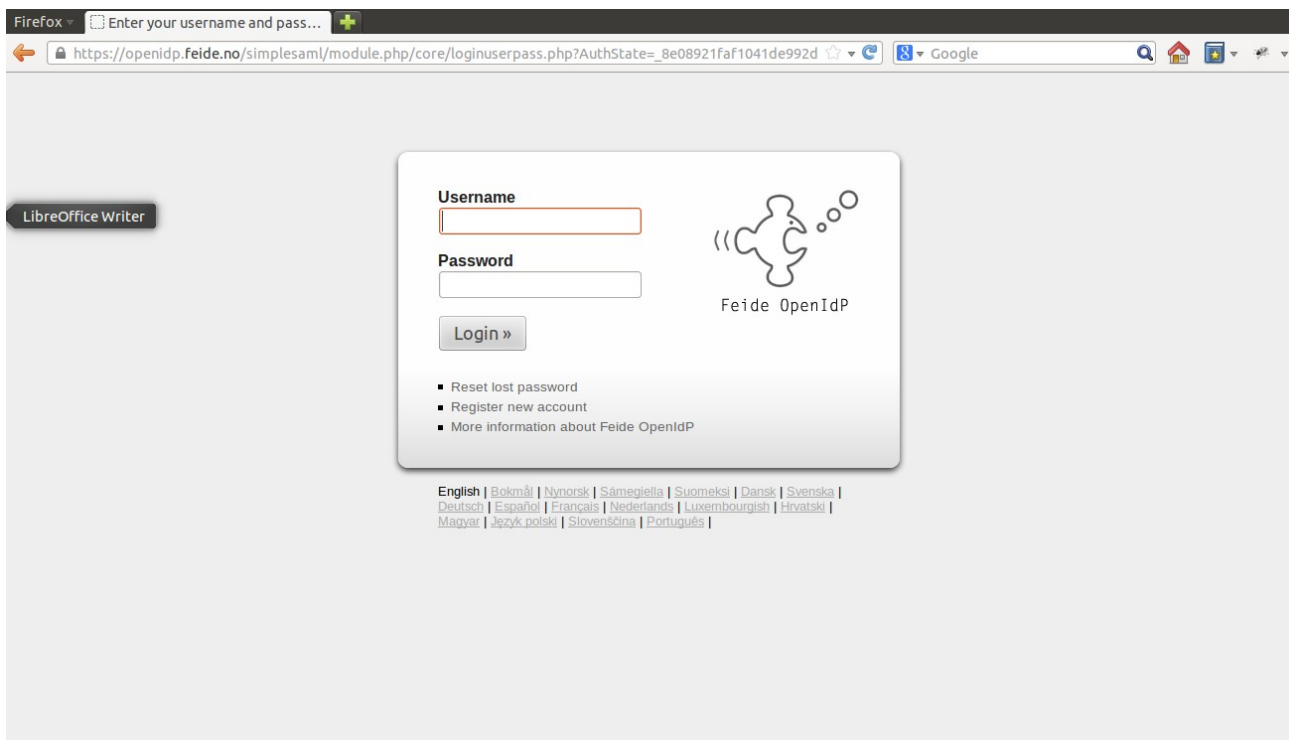 Firefox
Enter your username and pass...
https://openidp.feide.no/simplesaml/module.php/core/loginuserpass.php?AuthState=_8e08921faf1041de992d
Google
LibreOffice Writer
Username
Password
Login »
Feide OpenIdP
Reset lost password
Register new account
More information about Feide OpenIdP
English | Bokmål | Nynorsk | Sámegiella | Suomeksi | Dansk | Svenska |
Deutsch | Español | Français | Nederlands | Luxembourgish | Hrvatski |
Magyar | Język polski | Slovenščina | Português |